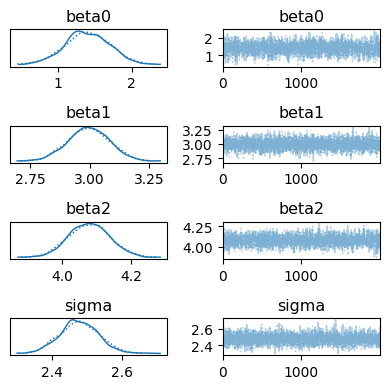 beta0 beta0
2
1
1 2 0 1000
beta1 beta1
3.25
3.00
2.75
2.75 3.00 3.25 0 1000
beta2 beta2
4.25
4.00
4.0 4.2 0 1000
sigma sigma
2.6
2.4
2.4 2.6 0 1000